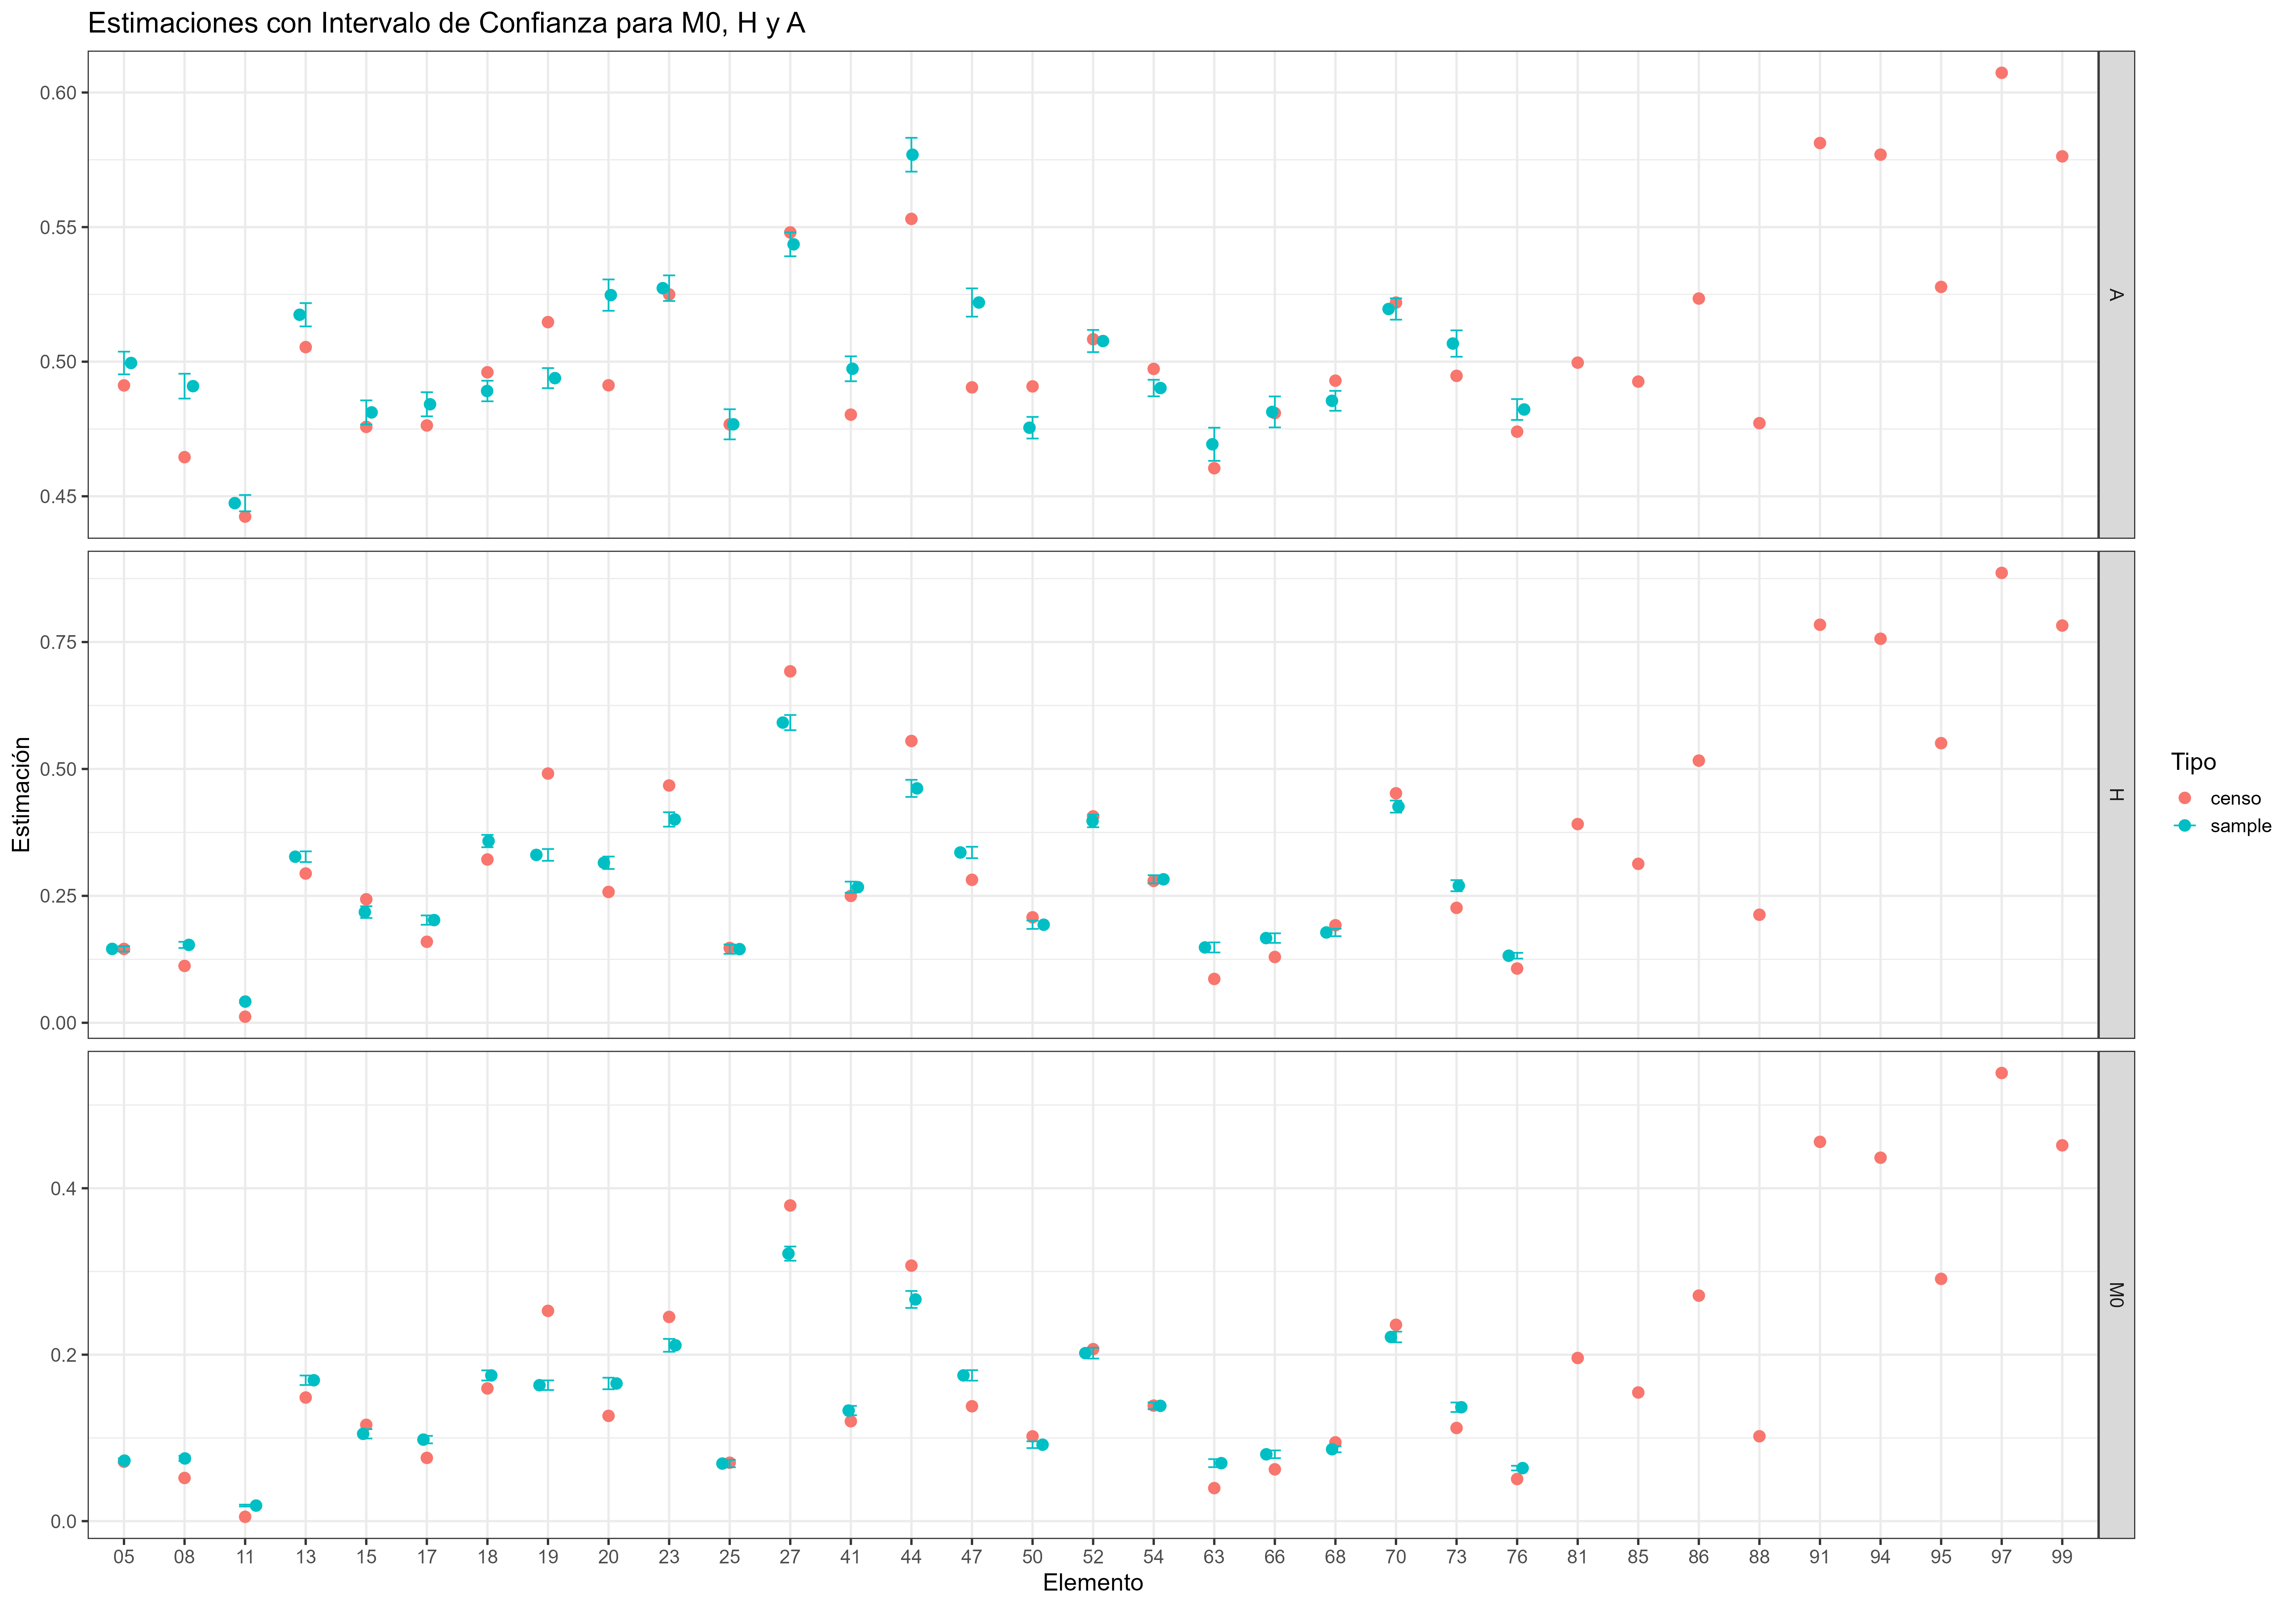 Estimaciones con Intervalo de Confianza para M0, H y A
0.60
0.55
0.50
0.45
A
0.75
0.50
0.25
0.00
H
0.4
0.2
0.0
M0
Estimación
05 08 11 13 15 17 18 19 20 23 25 27 41 44 47 50 52 54 63 66 68 70 73 76 81 85 86 88 91 94 95 97 99
Elemento
Tipo
censo
sample